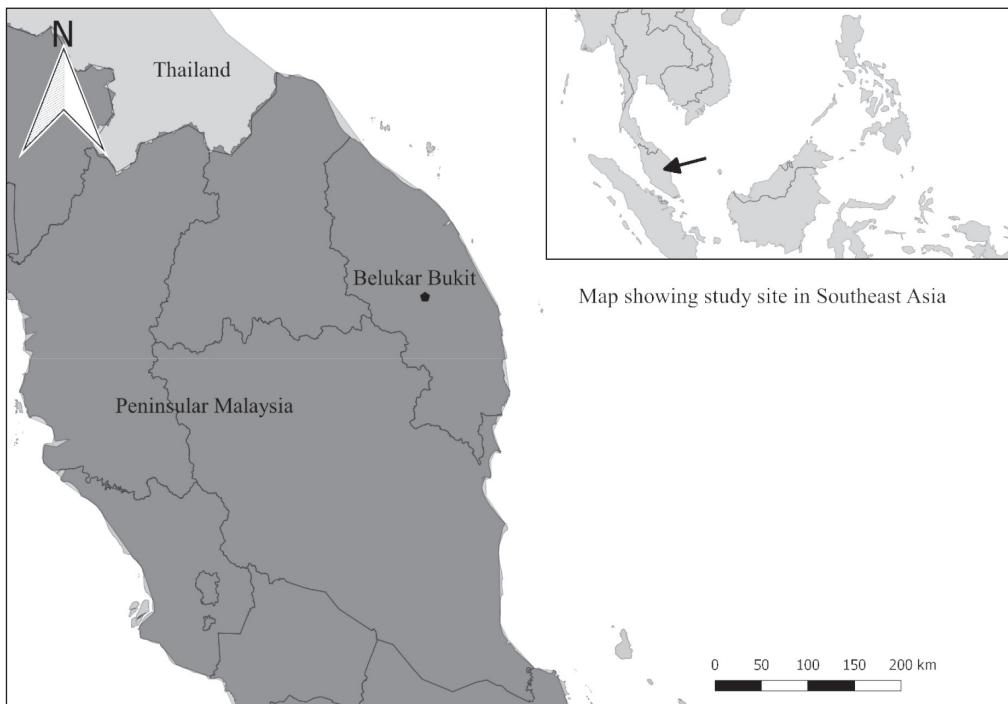 N
Thailand
Belukar Bukit
Peninsular Malaysia
Map showing study site in Southeast Asia
0 50 100 150 200 km